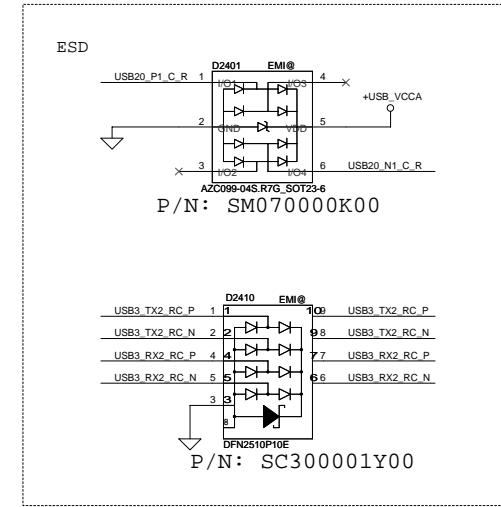 ESD
D2401 EMI@
USB20_P1_C_R 1 I/O1 I/O3 4
+USB_VCCA
2 GND VDD 5
3 I/O2 I/O4 6 USB20_N1_C_R
AZC099-04S.R7G_SOT23-6
P/N: SM070000K00
D2410 EMI@
USB3_TX2_RC_P 1 1 10 9 USB3_TX2_RC_P
USB3_TX2_RC_N 2 2 9 8 USB3_TX2_RC_N
USB3_RX2_RC_P 4 4 7 7 USB3_RX2_RC_P
USB3_RX2_RC_N 5 5 6 6 USB3_RX2_RC_N
3 3
8
DFN2510P10E
P/N: SC300001Y00